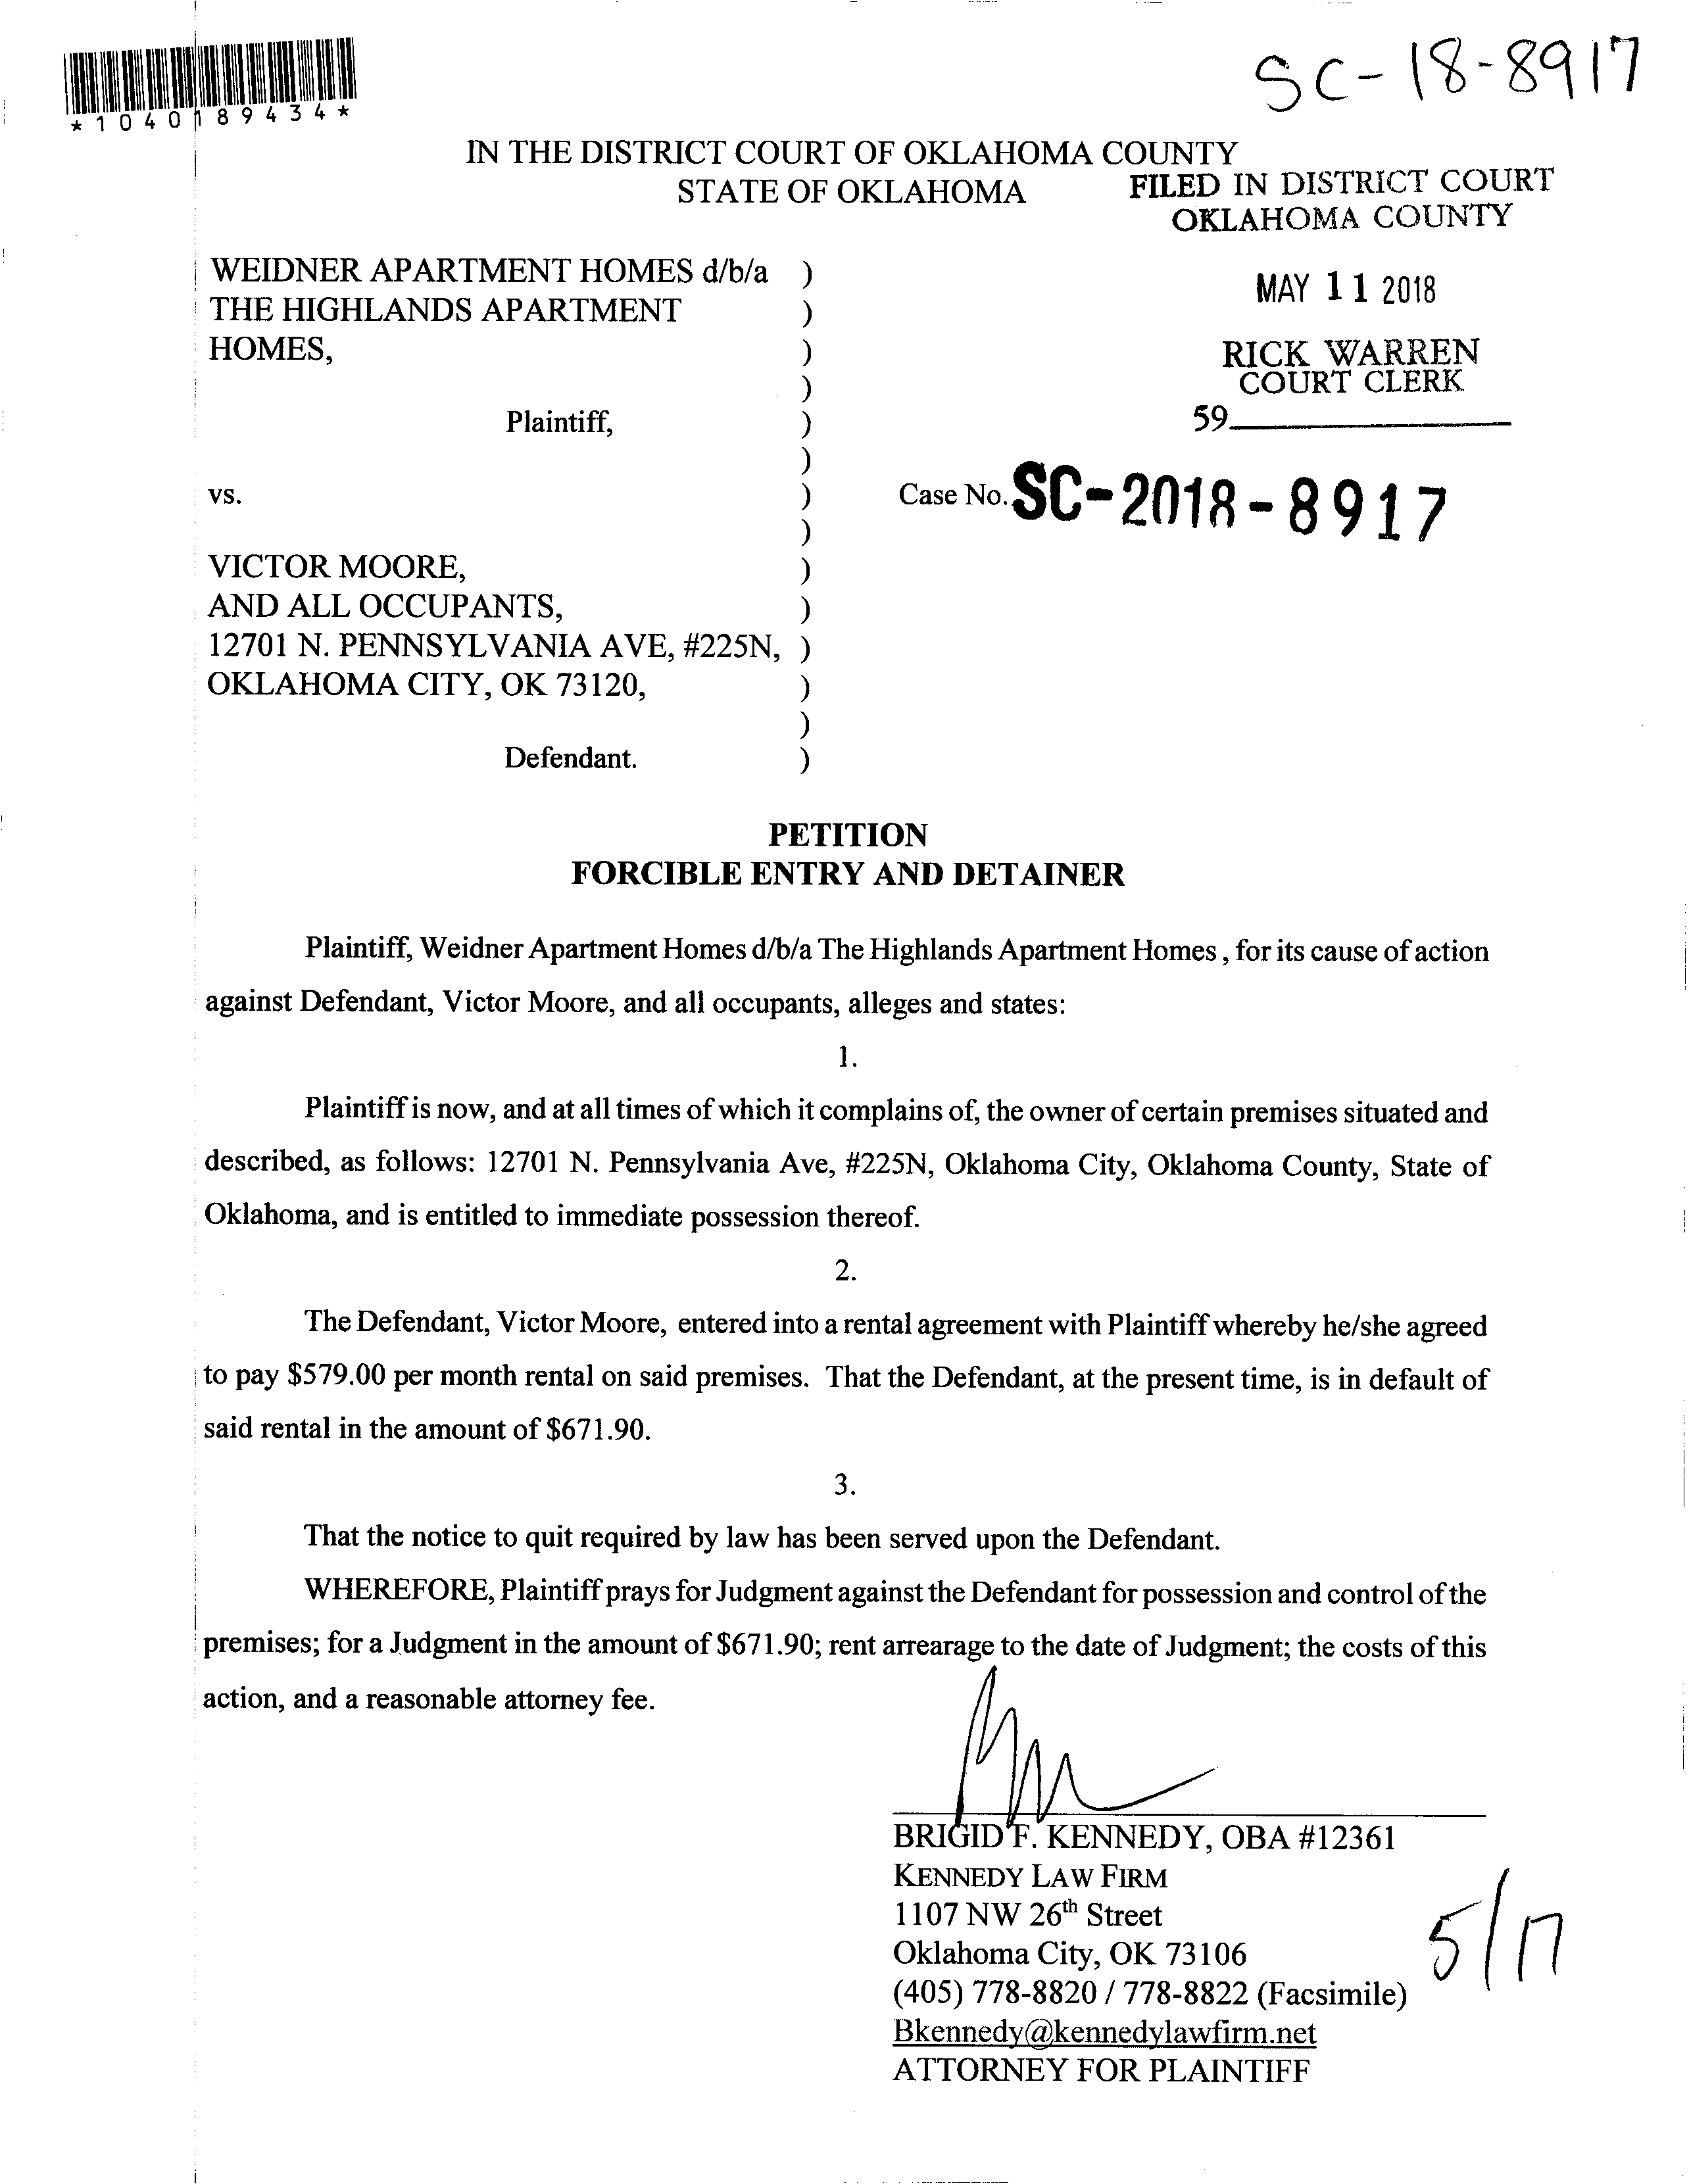 SC-18-8917
*1040189434*
IN THE DISTRICT COURT OF OKLAHOMA COUNTY
STATE OF OKLAHOMA
FILED IN DISTRICT COURT
OKLAHOMA COUNTY
MAY 11 2018
RICK WARREN
COURT CLERK
59
WEIDNER APARTMENT HOMES d/b/a )
THE HIGHLANDS APARTMENT )
HOMES, )
)
Plaintiff, )
)
vs. ) Case No. SC-2018-8917
)
VICTOR MOORE, )
AND ALL OCCUPANTS, )
12701 N. PENNSYLVANIA AVE, #225N, )
OKLAHOMA CITY, OK 73120, )
)
Defendant. )
PETITION
FORCIBLE ENTRY AND DETAINER
Plaintiff, Weidner Apartment Homes d/b/a The Highlands Apartment Homes , for its cause of action
against Defendant, Victor Moore, and all occupants, alleges and states:
1.
Plaintiff is now, and at all times of which it complains of, the owner of certain premises situated and
described, as follows: 12701 N. Pennsylvania Ave, #225N, Oklahoma City, Oklahoma County, State of
Oklahoma, and is entitled to immediate possession thereof.
2.
The Defendant, Victor Moore, entered into a rental agreement with Plaintiff whereby he/she agreed
to pay $579.00 per month rental on said premises. That the Defendant, at the present time, is in default of
said rental in the amount of $671.90.
3.
That the notice to quit required by law has been served upon the Defendant.
WHEREFORE, Plaintiff prays for Judgment against the Defendant for possession and control of the
premises; for a Judgment in the amount of $671.90; rent arrearage to the date of Judgment; the costs of this
action, and a reasonable attorney fee.
BRIGID F. KENNEDY, OBA #12361
KENNEDY LAW FIRM
1107 NW 26th Street
Oklahoma City, OK 73106
(405) 778-8820 / 778-8822 (Facsimile)
Bkennedy@kennedylawfirm.net
ATTORNEY FOR PLAINTIFF
5/17